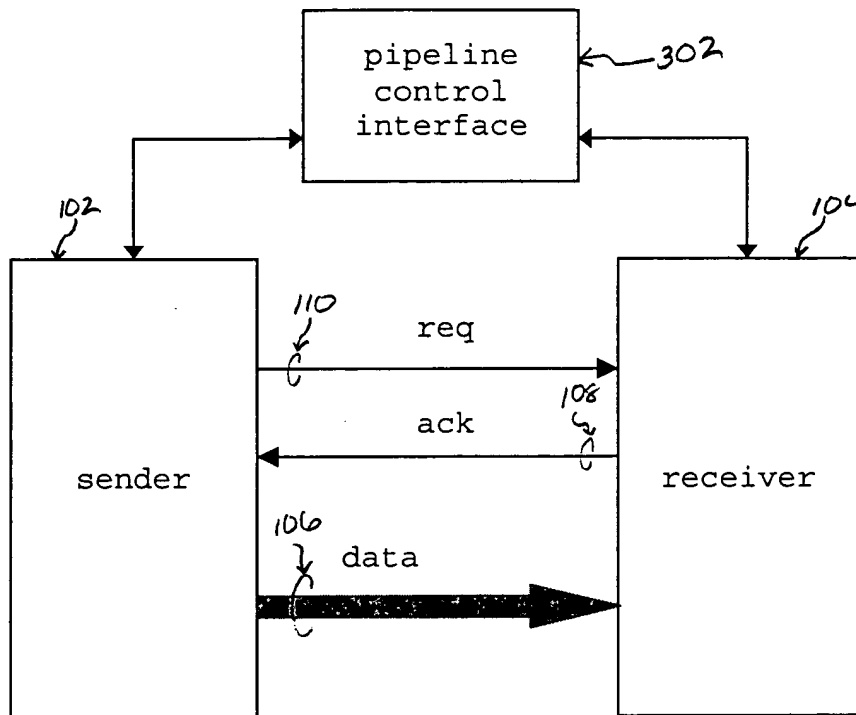 pipeline
control
interface
302
102
104
110
req
108
ack
sender
receiver
106
data